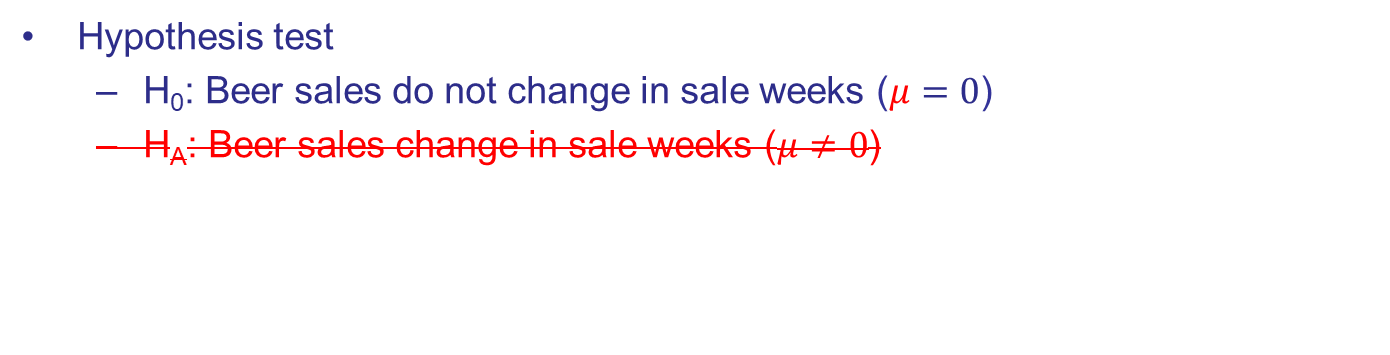 • Hypothesis test
– H₀: Beer sales do not change in sale weeks (μ = 0)
– H_A: Beer sales change in sale weeks (μ ≠ 0)